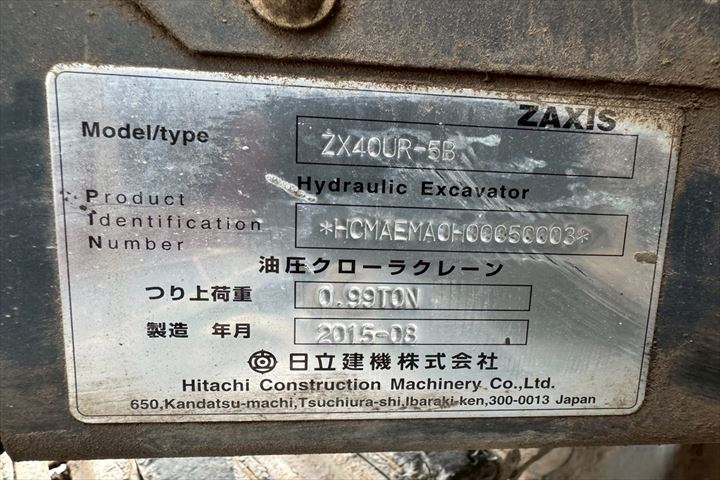 ZAXIS
Model/type ZX40UR-5B
Hydraulic Excavator
Product
Identification *HCMAEMA0H00050003*
Number
油圧クローラクレーン
つり上荷重 0.99TON
製造 年月 2015-08
日立建機株式会社
Hitachi Construction Machinery Co.,Ltd.
650,Kandatsu-machi,Tsuchiura-shi,Ibaraki-ken,300-0013 Japan